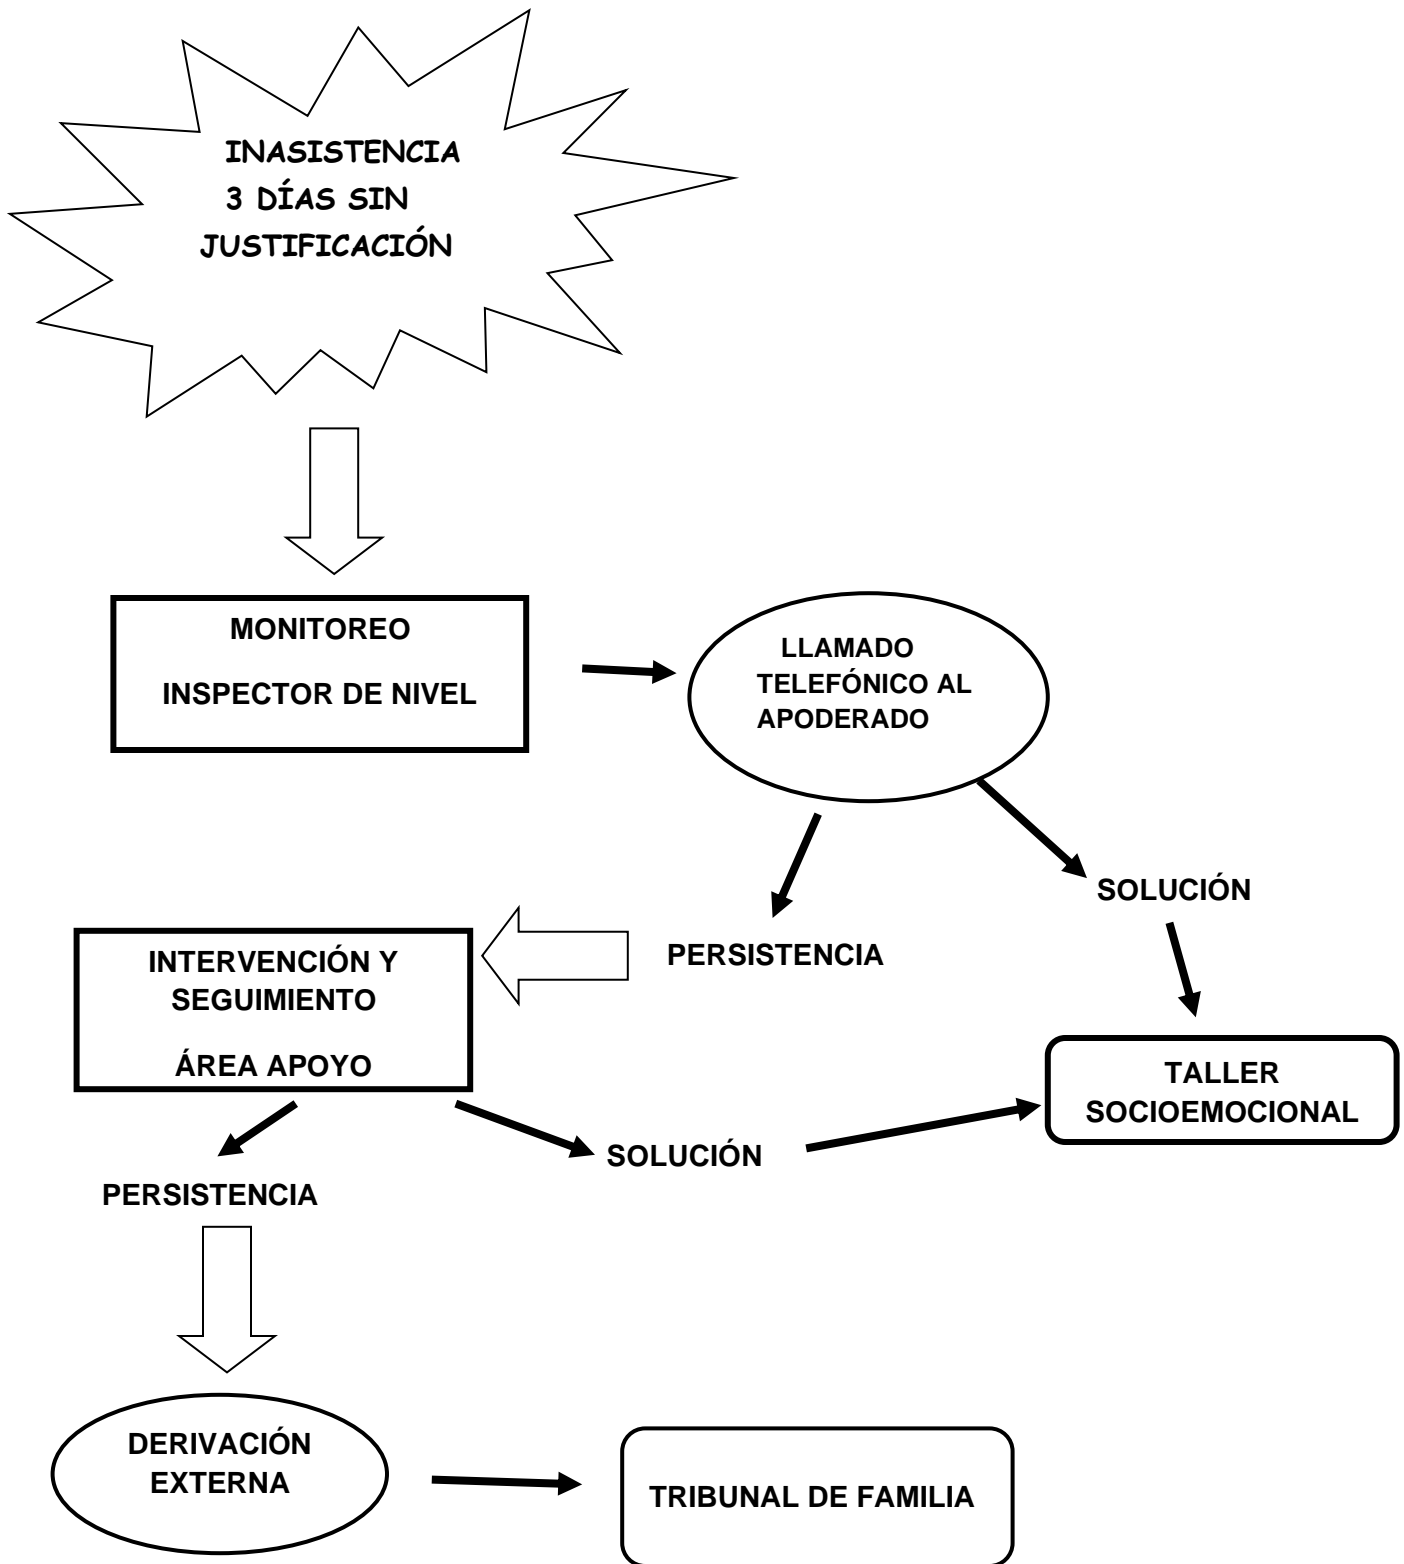 INASISTENCIA
3 DÍAS SIN
JUSTIFICACIÓN
MONITOREO
INSPECTOR DE NIVEL
LLAMADO
TELEFÓNICO AL
APODERADO
SOLUCIÓN
PERSISTENCIA
INTERVENCIÓN Y
SEGUIMIENTO
ÁREA APOYO
TALLER
SOCIOEMOCIONAL
SOLUCIÓN
PERSISTENCIA
DERIVACIÓN
EXTERNA
TRIBUNAL DE FAMILIA